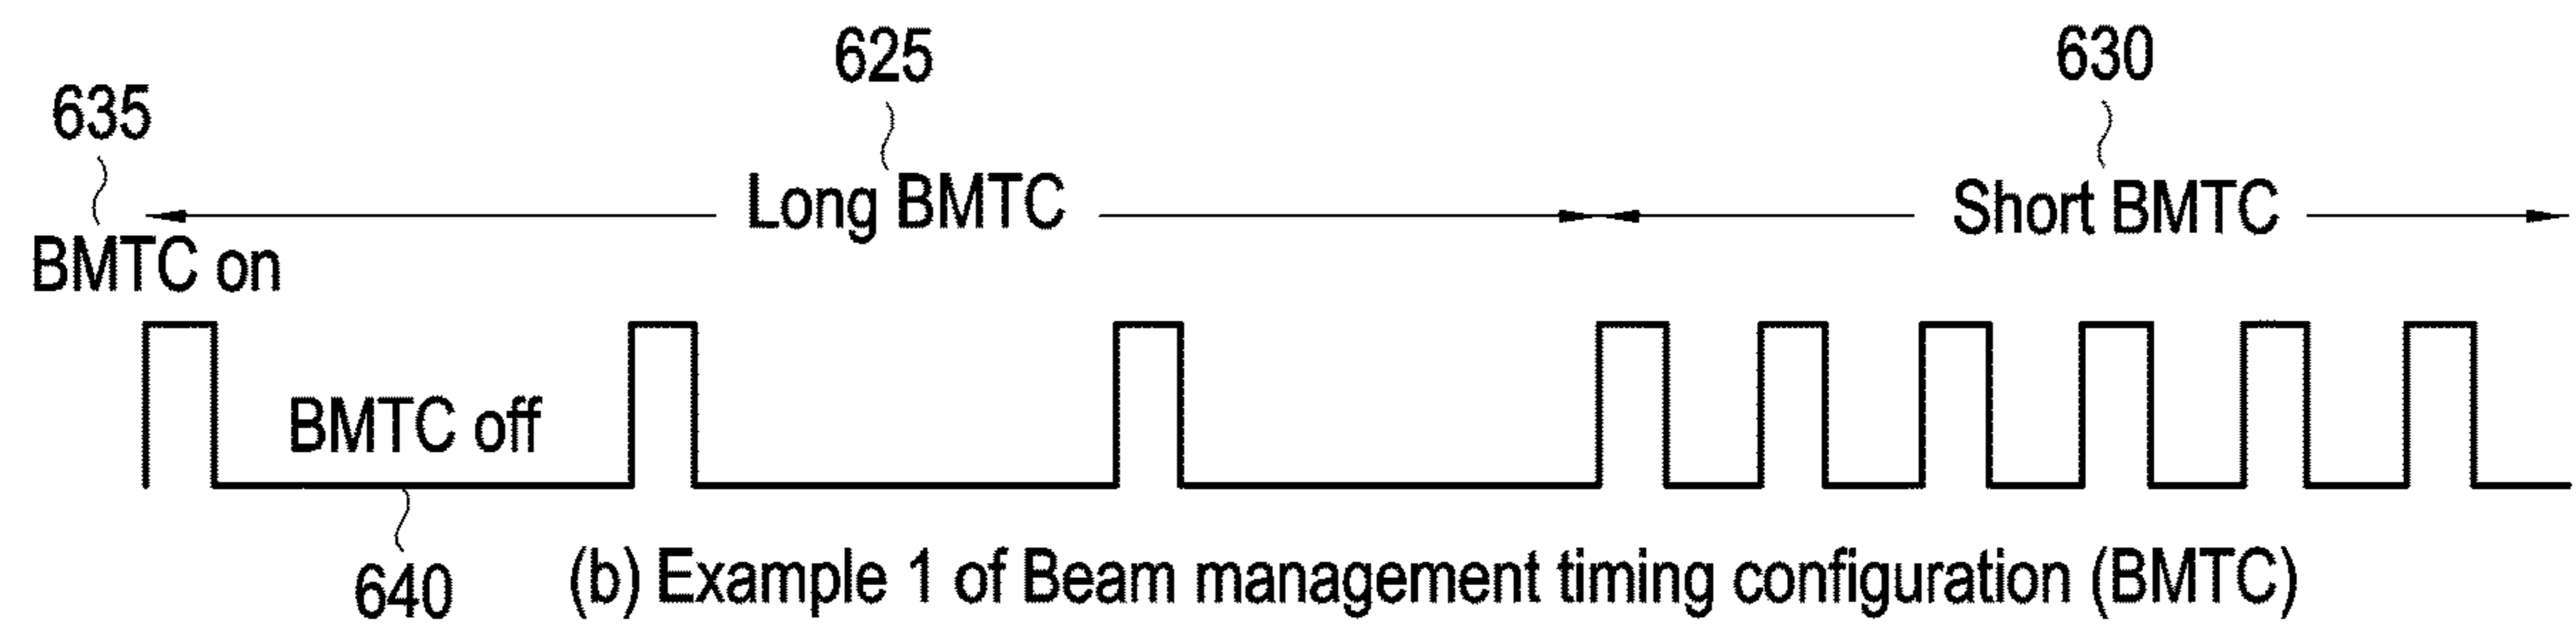 625
630
635
Long BMTC
Short BMTC
BMTC on
BMTC off
640
(b) Example 1 of Beam management timing configuration (BMTC)